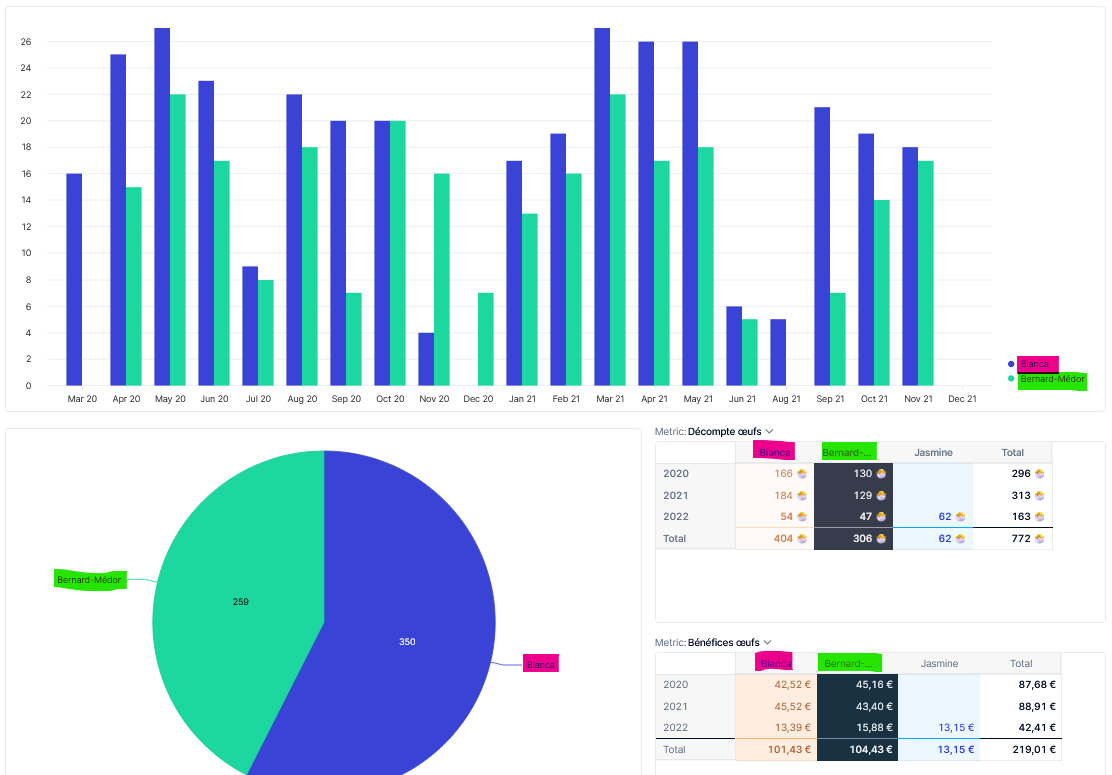 26
24
22
20
18
16
14
12
10
8
6
4
2
0
Mar 20 Apr 20 May 20 Jun 20 Jul 20 Aug 20 Sep 20 Oct 20 Nov 20 Dec 20 Jan 21 Feb 21 Mar 21 Apr 21 May 21 Jun 21 Aug 21 Sep 21 Oct 21 Nov 21 Dec 21
Bianca
Bernard-Médor
Bernard-Médor
259
350
Bianca
Metric: Décompte œufs
Bianca Bernard-... Jasmine Total
2020 166 130 296
2021 184 129 313
2022 54 47 62 163
Total 404 306 62 772
Metric: Bénéfices œufs
Bianca Bernard-... Jasmine Total
2020 42,52 € 45,16 € 87,68 €
2021 45,52 € 43,40 € 88,91 €
2022 13,39 € 15,88 € 13,15 € 42,41 €
Total 101,43 € 104,43 € 13,15 € 219,01 €